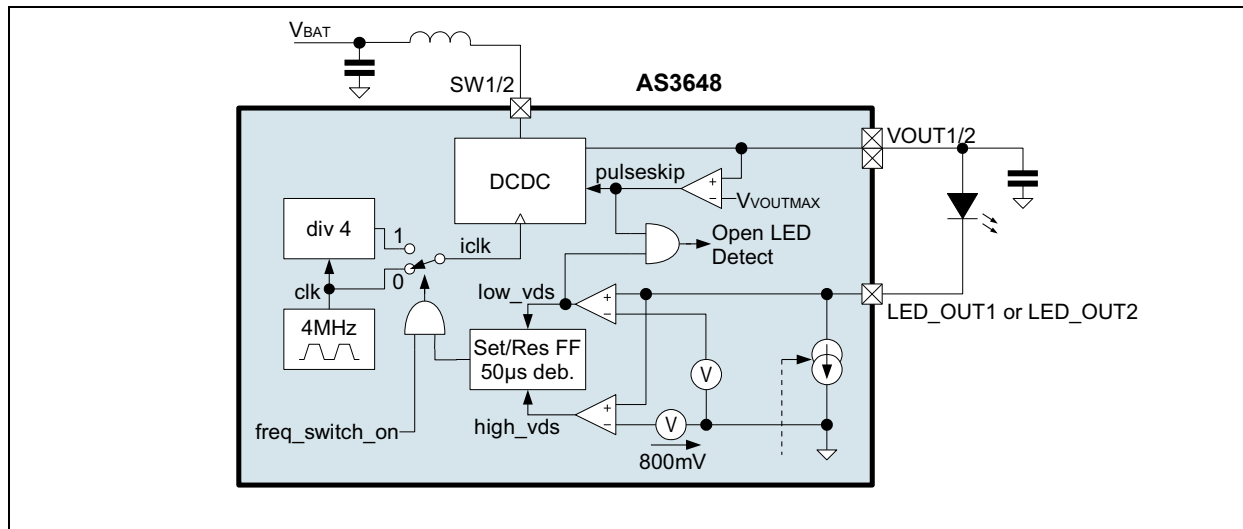 VBAT
SW1/2
AS3648
VOUT1/2
DCDC
pulseskip
+
−
VVOUTMAX
div 4
1
iclk
Open LED
Detect
clk
0
low_vds
+
−
LED_OUT1 or LED_OUT2
4MHz
Set/Res FF
50µs deb.
V
+
−
V
high_vds
freq_switch_on
800mV